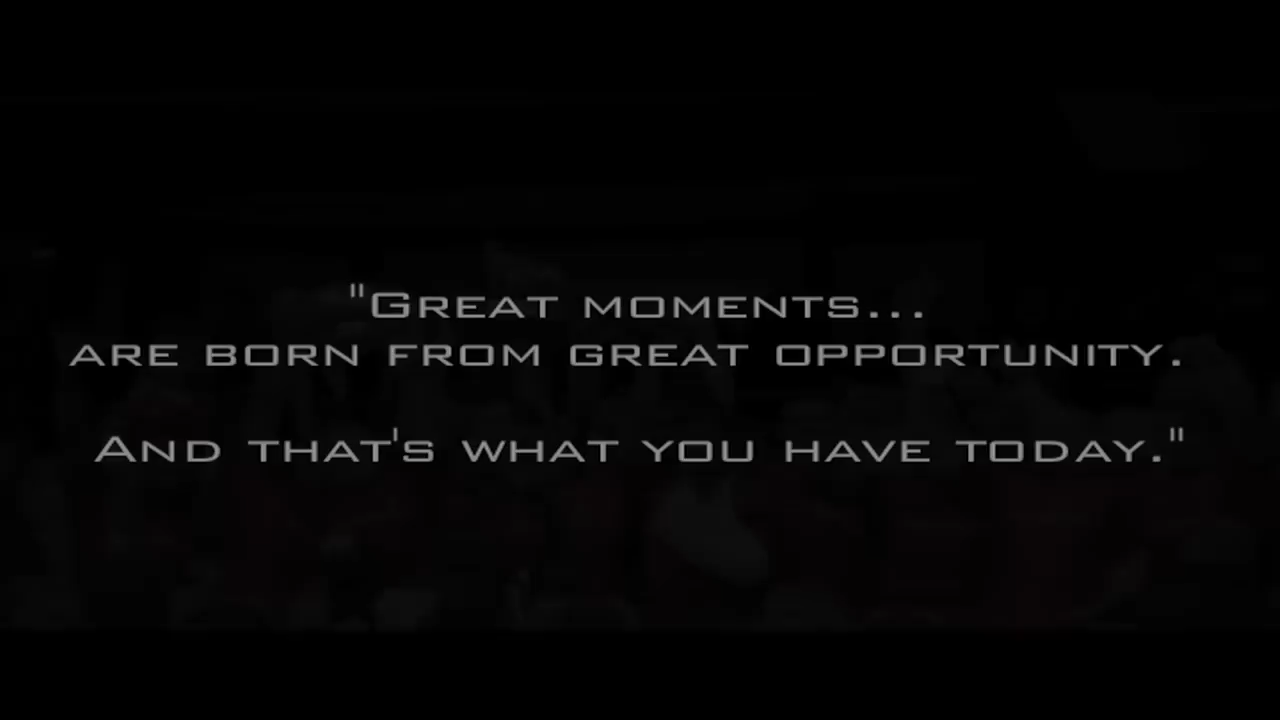 "Great moments...
are born from great opportunity.
And that's what you have today."